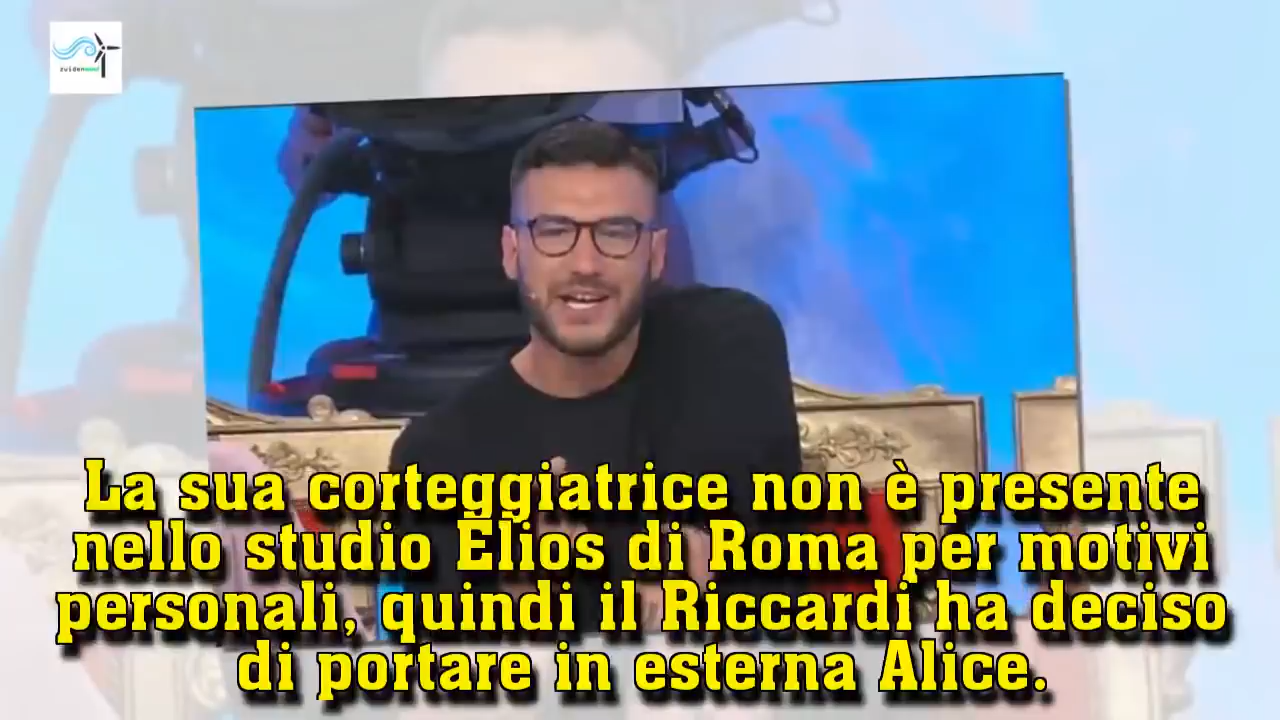 zwidenwind
La sua corteggiatrice non è presente
nello studio Elios di Roma per motivi
personali, quindi il Riccardi ha deciso
di portare in esterna Alice.